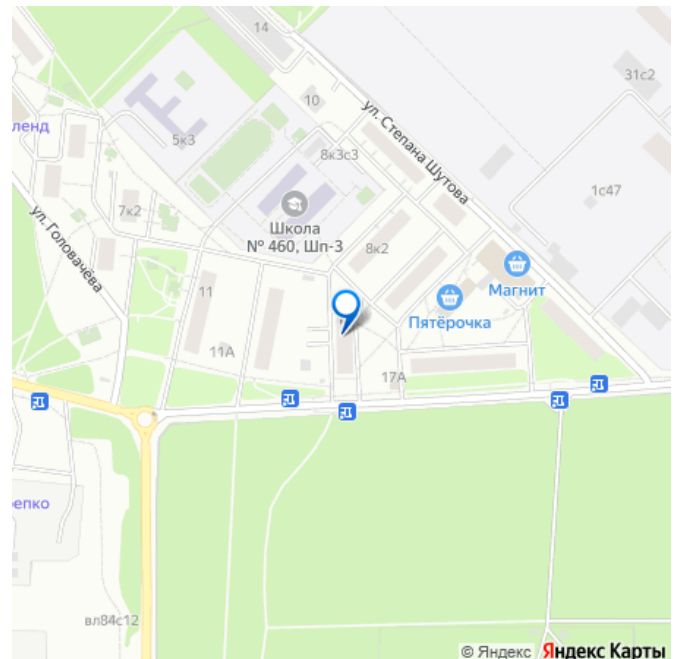 14
31с2
10
ленд
5к3
ул. Степана Шутова
8к3с3
1с47
7к2
Школа
№ 460, Шп-3
8к2
ул. Головачёва
Магнит
11
Пятёрочка
11А
17А
епко
вл84с12
© Яндекс Яндекс Карты